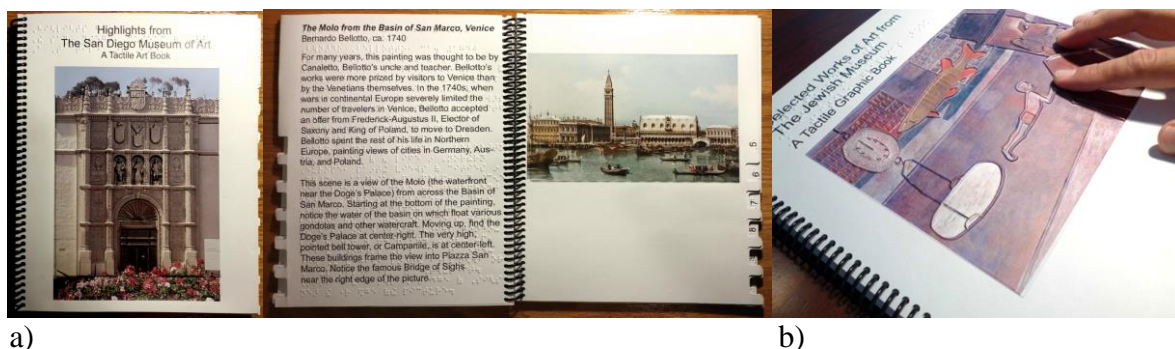 Highlights from
The San Diego Museum of Art
A Tactile Art Book
The Molo from the Basin of San Marco, Venice
Bernardo Bellotto, ca. 1740
For many years, this painting was thought to be by
Canaletto, Bellotto's uncle and teacher. Bellotto's
works were more prized by visitors to Venice than
by the Venetians themselves. In the 1740s, when
wars in continental Europe severely limited the
number of travelers in Venice, Bellotto accepted
an offer from Frederick-Augustus II, Elector of
Saxony and King of Poland, to move to Dresden.
Bellotto spent the rest of his life in Northern
Europe, painting views of cities in Germany, Aus-
tria, and Poland.
This scene is a view of the Molo (the waterfront
near the Doge's Palace) from across the Basin of
San Marco. Starting at the bottom of the painting,
notice the water of the basin on which float various
gondolas and other watercraft. Moving up, find the
Doge's Palace at center-right. The very high,
pointed bell tower, or Campanile, is at center-left.
These buildings frame the view into Piazza San
Marco. Notice the famous Bridge of Sighs
near the right edge of the picture.
5
6
7
8
Selected Works of Art from
The Jewish Museum
A Tactile Graphic Book
a)
b)